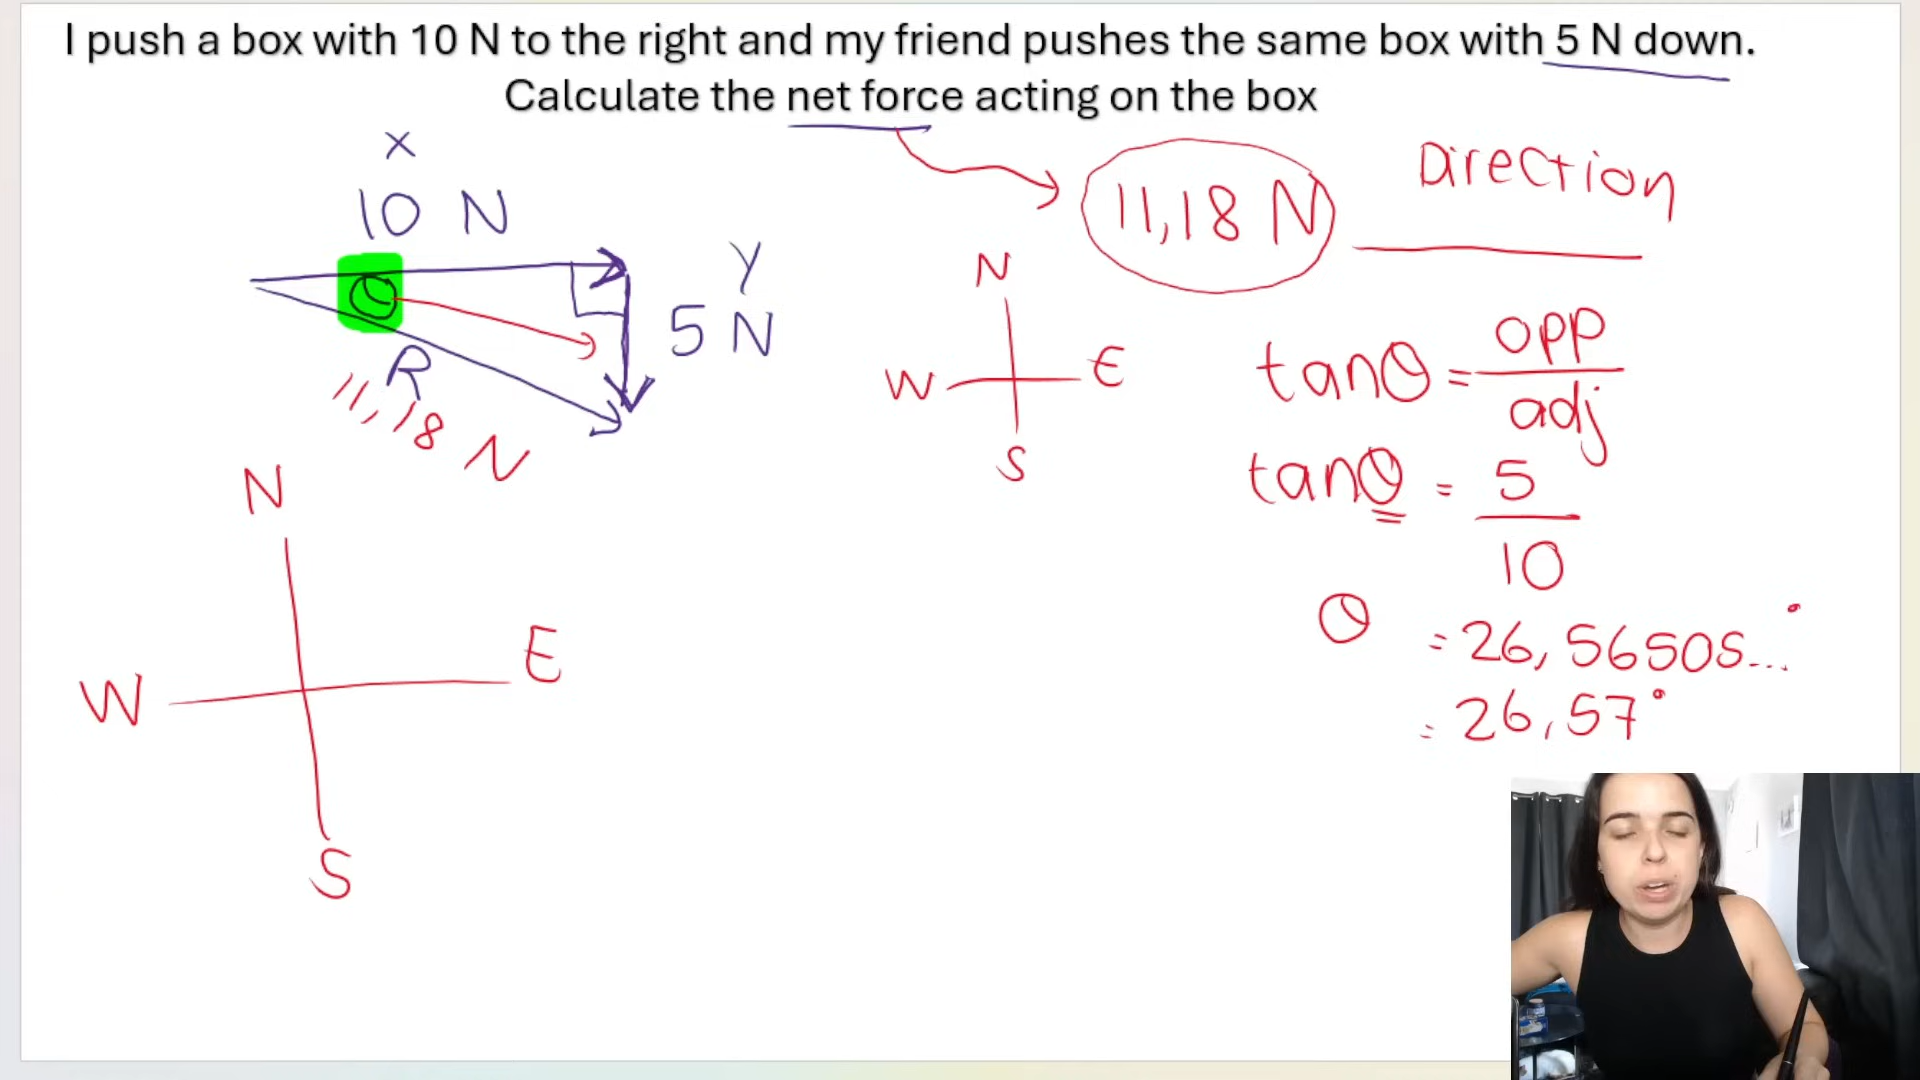 I push a box with 10 N to the right and my friend pushes the same box with 5 N down.
Calculate the net force acting on the box
x
10 N
y
5 N
R
11,18 N
11,18 N
Direction
N
W E
S
tanθ = opp
adj
tanθ = 5
10
θ = 26,56505...°
= 26,57°
N
W E
S